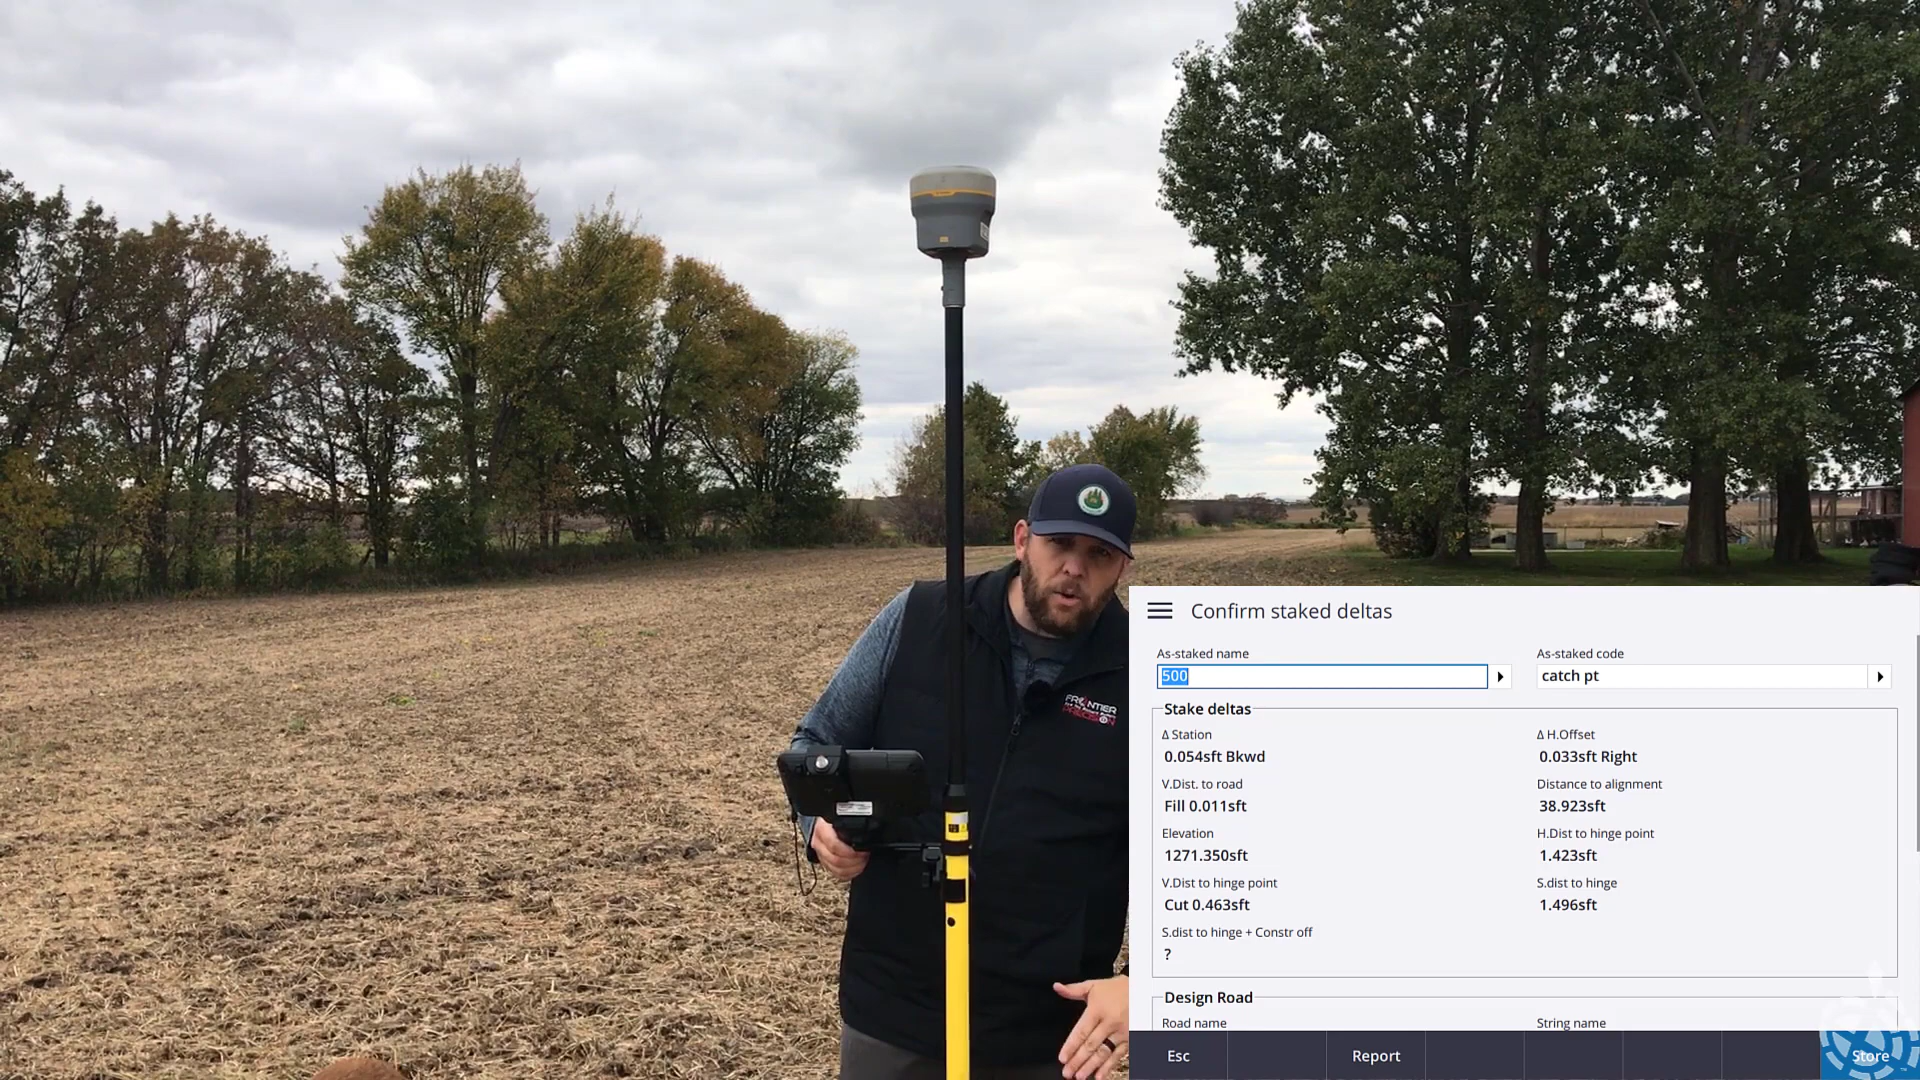 Confirm staked deltas
As-staked name
As-staked code
500
catch pt
Stake deltas
Δ Station
Δ H.Offset
0.054sft Bkwd
0.033sft Right
V.Dist. to road
Distance to alignment
Fill 0.011sft
38.923sft
Elevation
H.Dist to hinge point
1271.350sft
1.423sft
V.Dist to hinge point
S.dist to hinge
Cut 0.463sft
1.496sft
S.dist to hinge + Constr off
?
Design Road
Road name
String name
Esc
Report
Store
FRONTIER
PRECISION